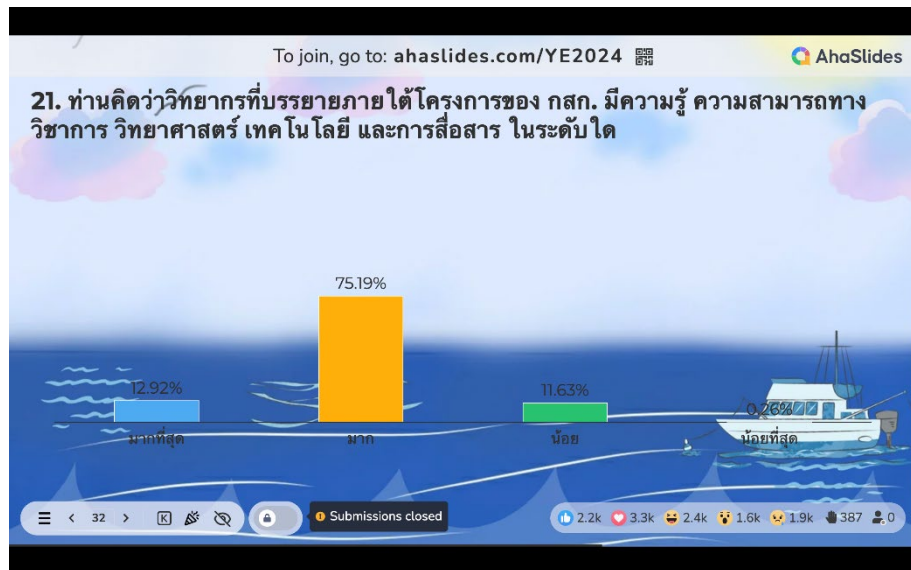 To join, go to: ahaslides.com/YE2024
AhaSlides
21. ท่านคิดว่าวิทยากรที่บรรยายภายใต้โครงการของ กสก. มีความรู้ ความสามารถทาง
วิชาการ วิทยาศาสตร์ เทคโนโลยี และการสื่อสาร ในระดับใด
75.19%
12.92%
11.63%
0.26%
มากที่สุด
มาก
น้อย
น้อยที่สุด
32
K
Submissions closed
2.2k 3.3k 2.4k 1.6k 1.9k 387 0